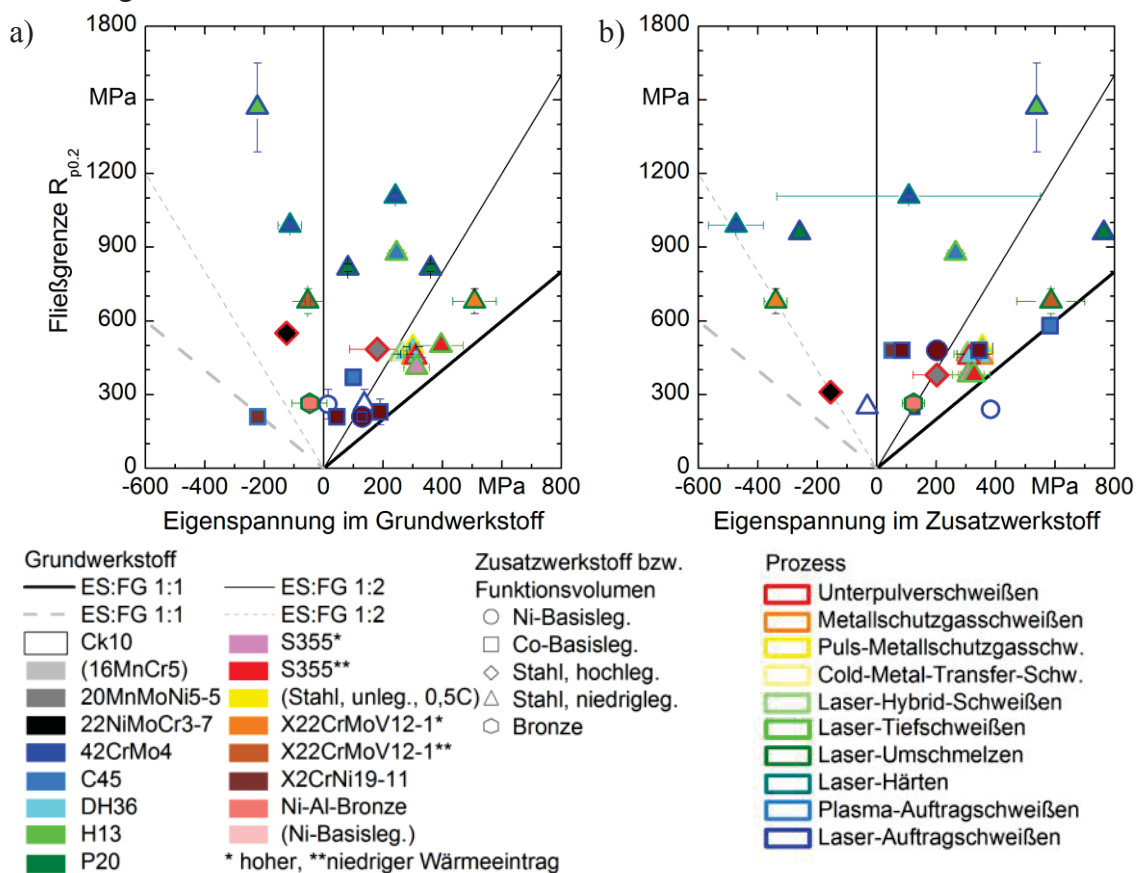 a)
1800
MPa
1200
900
600
300
0
Fließgrenze Rp0.2
-600 -400 -200 0 200 400 MPa 800
Eigenspannung im Grundwerkstoff
b)
1800
MPa
1200
900
600
300
0
-600 -400 -200 0 200 400 MPa 800
Eigenspannung im Zusatzwerkstoff
Grundwerkstoff
ES:FG 1:1
ES:FG 1:1
Ck10
(16MnCr5)
20MnMoNi5-5
22NiMoCr3-7
42CrMo4
C45
DH36
H13
P20
ES:FG 1:2
ES:FG 1:2
S355*
S355**
(Stahl, unleg., 0,5C)
X22CrMoV12-1*
X22CrMoV12-1**
X2CrNi19-11
Ni-Al-Bronze
(Ni-Basisleg.)
* hoher, **niedriger Wärmeeintrag
Zusatzwerkstoff bzw.
Funktionsvolumen
Ni-Basisleg.
Co-Basisleg.
Stahl, hochleg.
Stahl, niedrigleg.
Bronze
Prozess
Unterpulverschweißen
Metallschutzgasschweißen
Puls-Metallschutzgasschw.
Cold-Metal-Transfer-Schw.
Laser-Hybrid-Schweißen
Laser-Tiefschweißen
Laser-Umschmelzen
Laser-Härten
Plasma-Auftragschweißen
Laser-Auftragschweißen